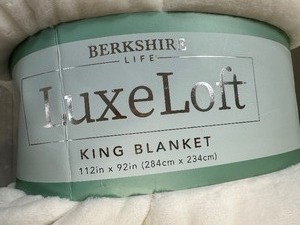 BERKSHIRE
LIFE
LuxeLoft
KING BLANKET
112in x 92in (284cm x 234cm)